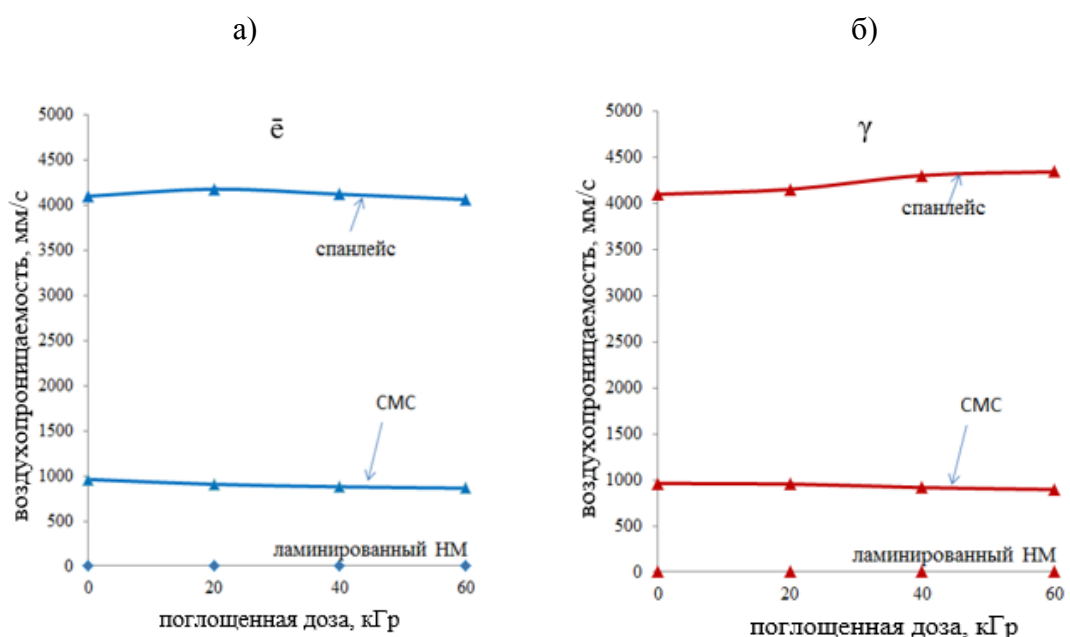 а)
б)
воздухопроницаемость, мм/с
5000
4500
4000
3500
3000
2500
2000
1500
1000
500
0
ē
спанлейс
СМС
ламинированный НМ
0 20 40 60
поглощенная доза, кГр
воздухопроницаемость, мм/с
5000
4500
4000
3500
3000
2500
2000
1500
1000
500
0
γ
спанлейс
СМС
ламинированный НМ
0 20 40 60
поглощенная доза, кГр